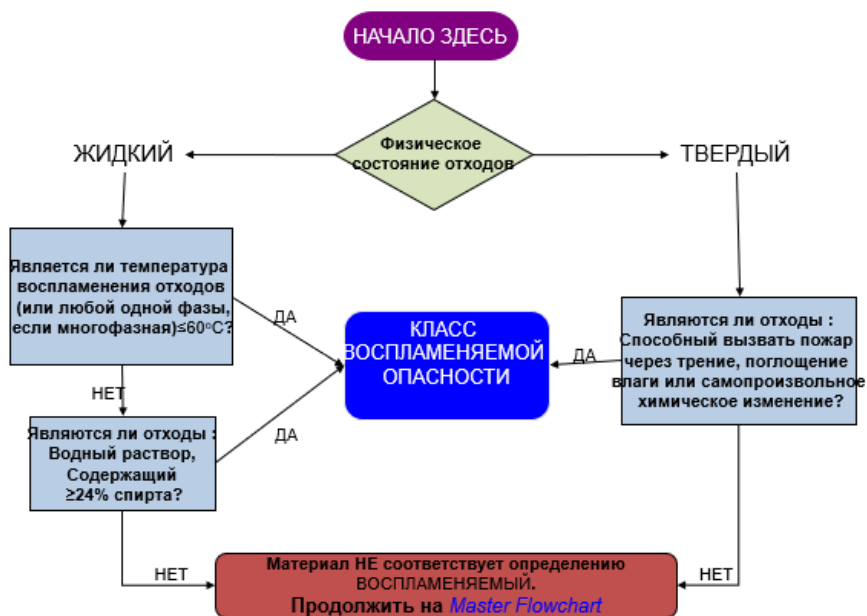 НАЧАЛО ЗДЕСЬ
Физическое
состояние отходов
ЖИДКИЙ
ТВЕРДЫЙ
Является ли температура
воспламенения отходов
(или любой одной фазы,
если многофазная)≤60°C?
ДА
НЕТ
Являются ли отходы :
Водный раствор,
Содержащий
≥24% спирта?
ДА
НЕТ
КЛАСС
ВОСПЛАМЕНЯЕМОЙ
ОПАСНОСТИ
ДА
Являются ли отходы :
Способный вызвать пожар
через трение, поглощение
влаги или самопроизвольное
химическое изменение?
НЕТ
Материал НЕ соответствует определению
ВОСПЛАМЕНЯЕМЫЙ.
Продолжить на Master Flowchart